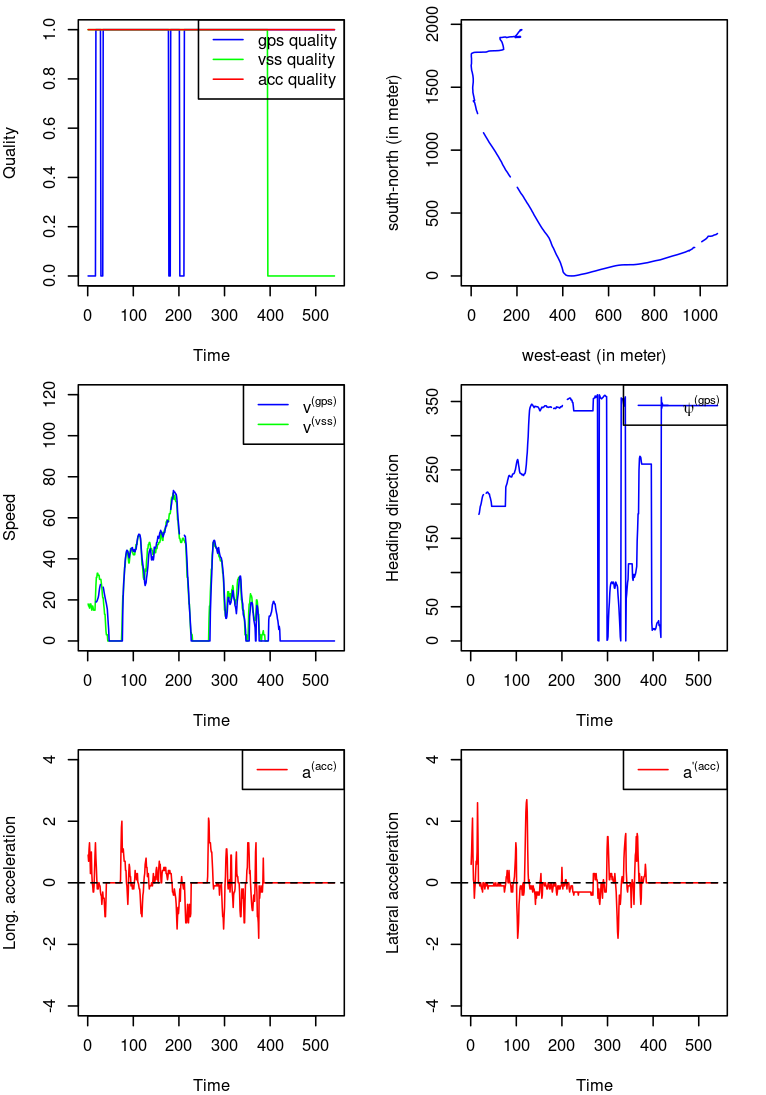 Quality
0.0 0.2 0.4 0.6 0.8 1.0
gps quality
vss quality
acc quality
0 100 200 300 400 500
Time
south-north (in meter)
0 500 1000 1500 2000
0 200 400 600 800 1000
west-east (in meter)
Speed
0 20 40 60 80 100 120
v(gps)
v(vss)
0 100 200 300 400 500
Time
Heading direction
0 50 150 250 350
ψ(gps)
0 100 200 300 400 500
Time
Long. acceleration
-4 -2 0 2 4
a(acc)
0 100 200 300 400 500
Time
Lateral acceleration
-4 -2 0 2 4
a'(acc)
0 100 200 300 400 500
Time